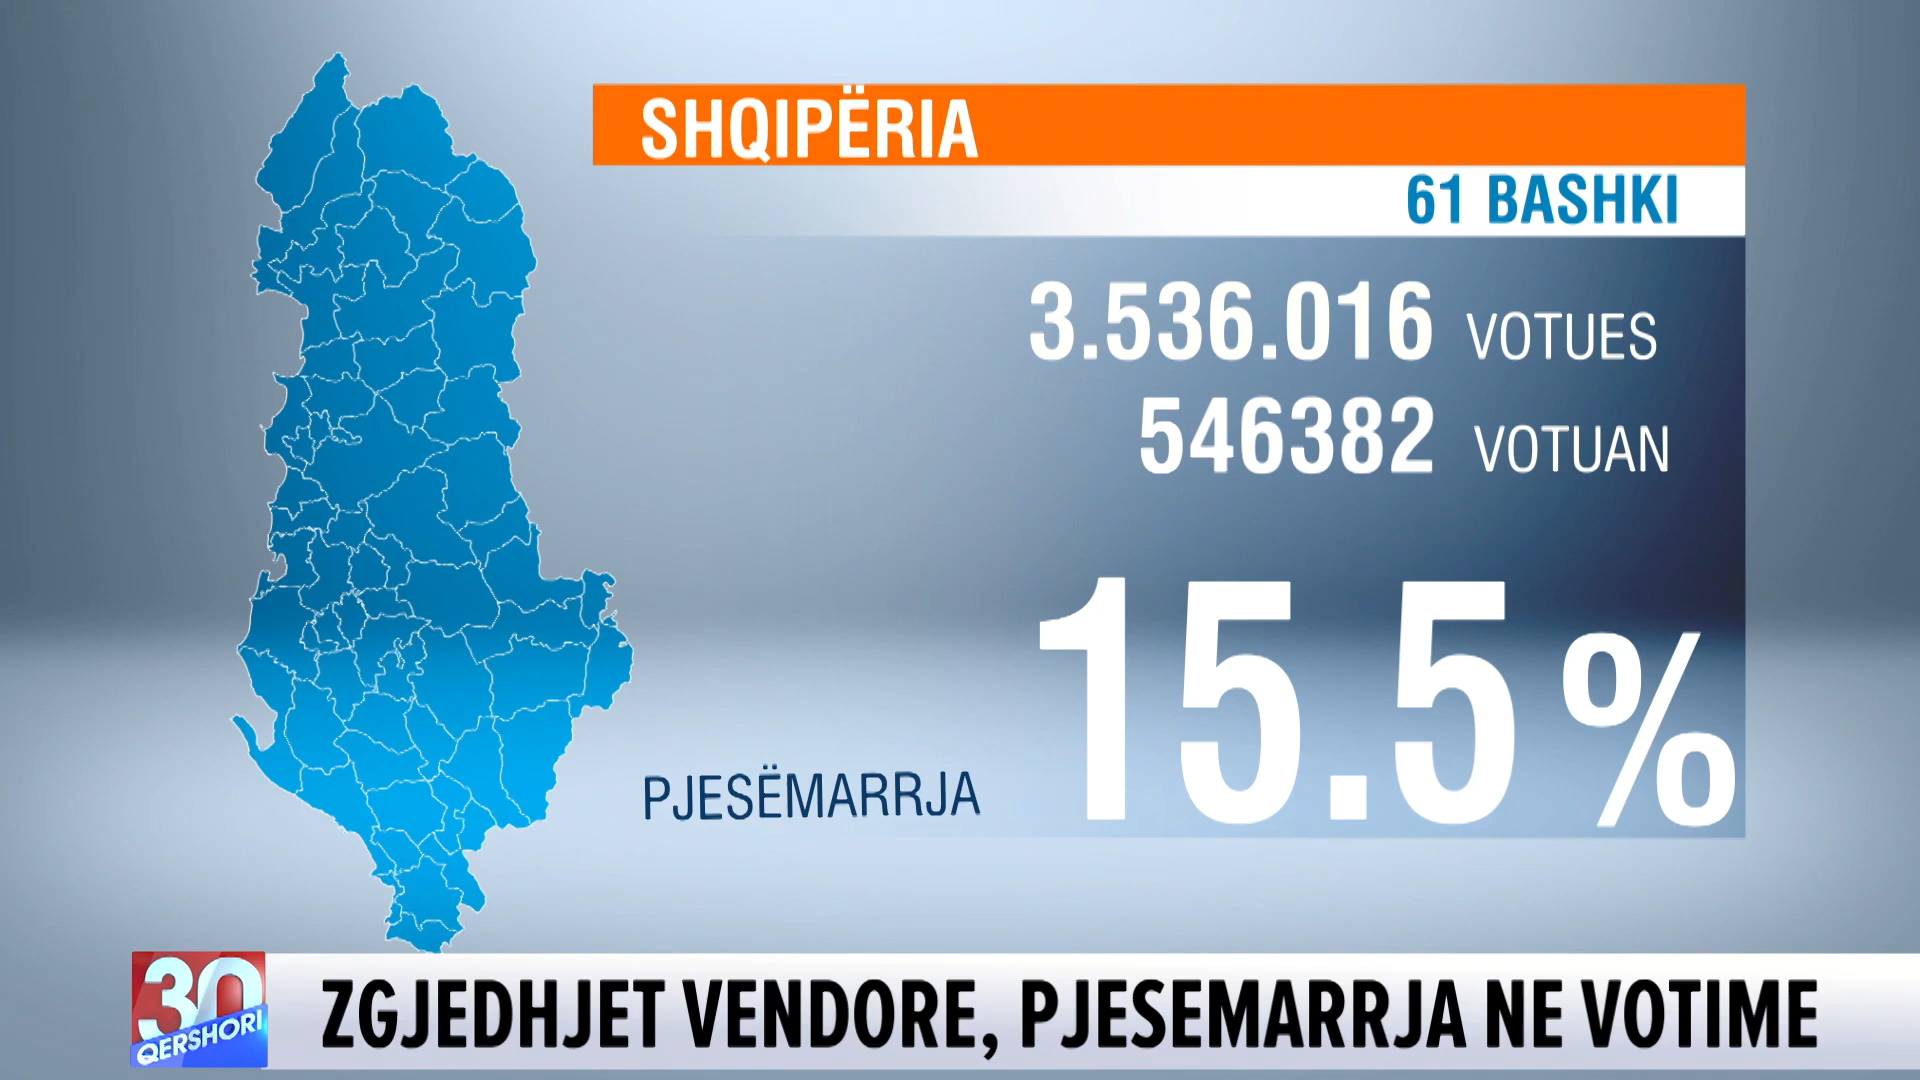 SHQIPËRIA
61 BASHKI
3.536.016 VOTUES
546382 VOTUAN
PJESËMARRJA 15.5 %
30
QERSHORI
ZGJEDHJET VENDORE, PJESEMARRJA NE VOTIME